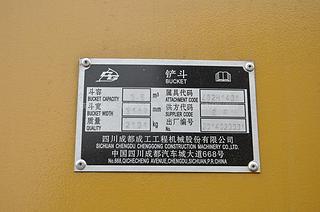 铲斗
BUCKET
斗容 m³ 属具代码
BUCKET CAPACITY ATTACHMENT CODE
斗宽 mm 供方代码
BUCKET WIDTH SUPPLIER CODE
质量 kg 出厂编号
QUALITY
四川成都成工工程机械股份有限公司
SICHUAN CHENGDU CHENGGONG CONSTRUCTION MACHINERY CO.,LTD.
中国四川成都汽车城大道668号
No.668,QICHECHENG AVENUE,CHENGDU,SICHUAN,P.R.CHINA